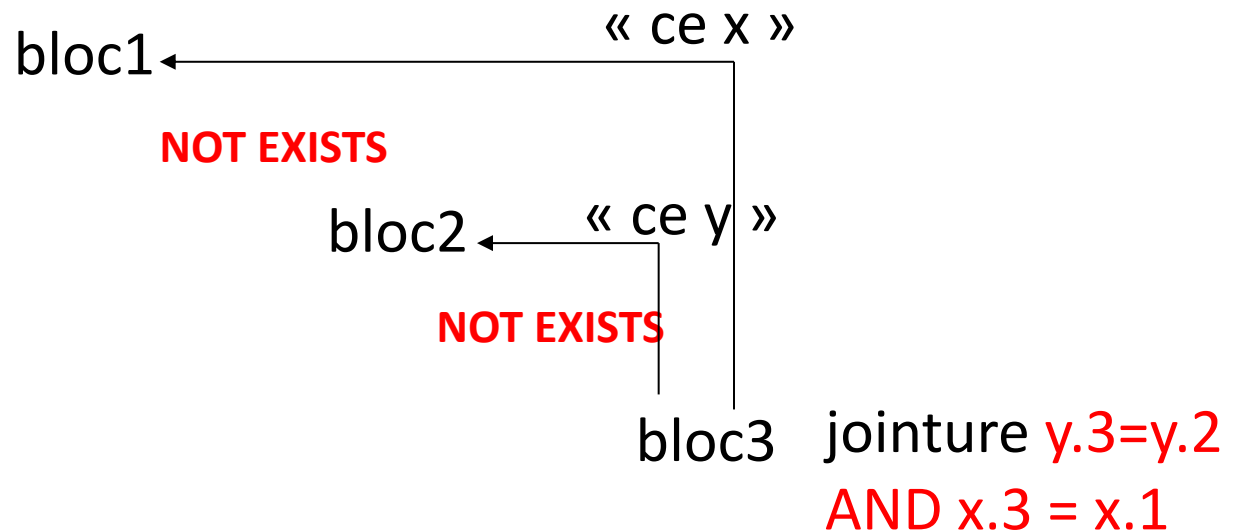 « ce x »
bloc1
NOT EXISTS
« ce y »
bloc2
NOT EXISTS
bloc3
jointure y.3=y.2
AND x.3 = x.1